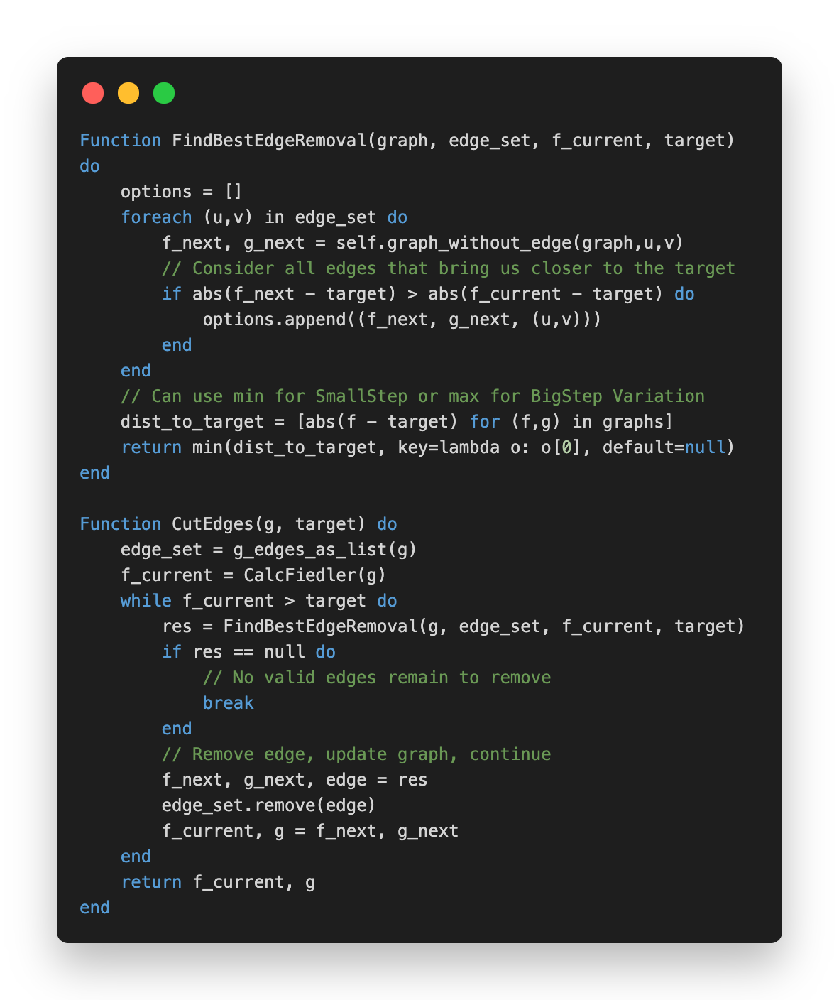 Function FindBestEdgeRemoval(graph, edge_set, f_current, target)
do
    options = []
    foreach (u,v) in edge_set do
        f_next, g_next = self.graph_without_edge(graph,u,v)
        // Consider all edges that bring us closer to the target
        if abs(f_next - target) > abs(f_current - target) do
            options.append((f_next, g_next, (u,v)))
        end
    end
    // Can use min for SmallStep or max for BigStep Variation
    dist_to_target = [abs(f - target) for (f,g) in graphs]
    return min(dist_to_target, key=lambda o: o[0], default=null)
end

Function CutEdges(g, target) do
    edge_set = g_edges_as_list(g)
    f_current = CalcFiedler(g)
    while f_current > target do
        res = FindBestEdgeRemoval(g, edge_set, f_current, target)
        if res == null do
            // No valid edges remain to remove
            break
        end
        // Remove edge, update graph, continue
        f_next, g_next, edge = res
        edge_set.remove(edge)
        f_current, g = f_next, g_next
    end
    return f_current, g
end